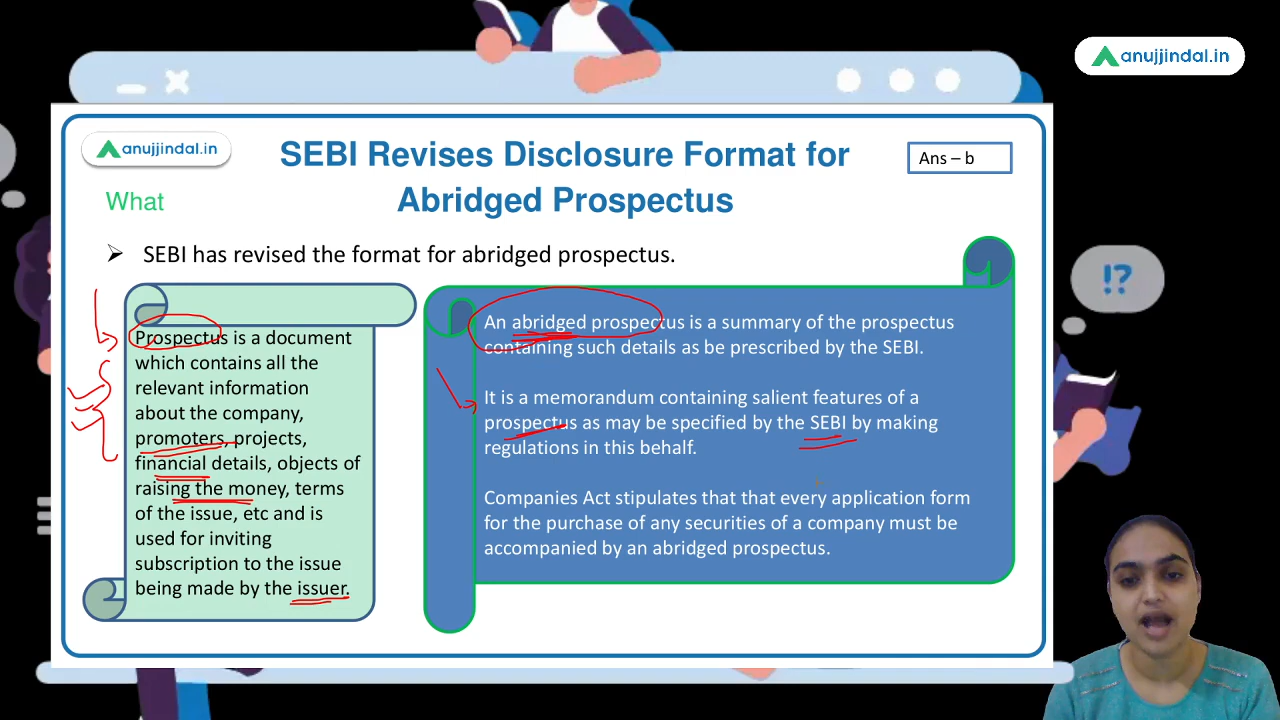 anujjindal.in
anujjindal.in
SEBI Revises Disclosure Format for
Abridged Prospectus
Ans – b
What
SEBI has revised the format for abridged prospectus.
Prospectus is a document
which contains all the
relevant information
about the company,
promoters, projects,
financial details, objects of
raising the money, terms
of the issue, etc and is
used for inviting
subscription to the issue
being made by the issuer.
An abridged prospectus is a summary of the prospectus
containing such details as be prescribed by the SEBI.
It is a memorandum containing salient features of a
prospectus as may be specified by the SEBI by making
regulations in this behalf.
Companies Act stipulates that that every application form
for the purchase of any securities of a company must be
accompanied by an abridged prospectus.
!?